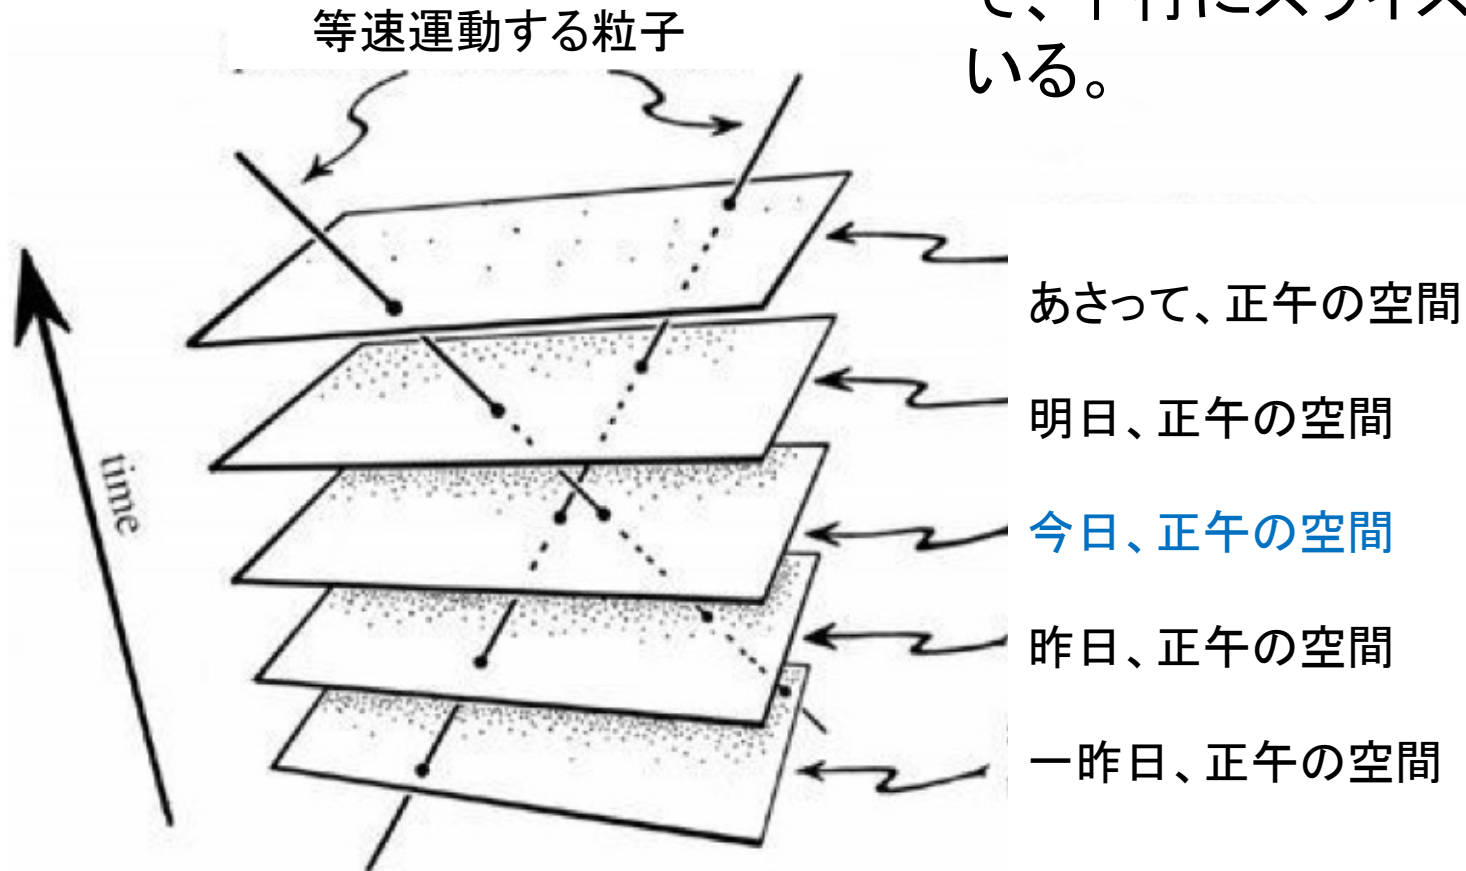 等速運動する粒子
いる。
time
あさって、正午の空間
明日、正午の空間
今日、正午の空間
昨日、正午の空間
一昨日、正午の空間